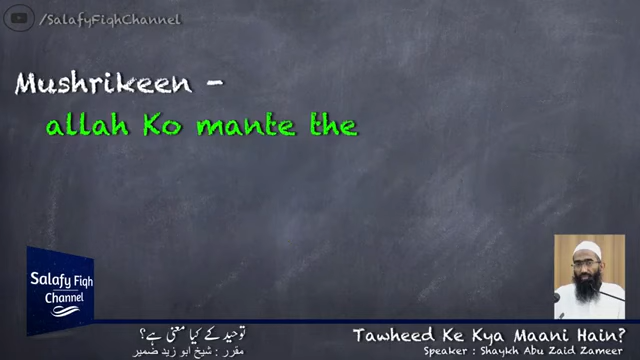 /SalafyFiqhChannel
Mushrikeen -
allah Ko mante the
Salafy Fiqh
Channel
توحید کے کیا معنی ہے؟
مقرر : شیخ ابو زید ضمیر
Tawheed Ke Kya Maani Hain?
Speaker : Shaykh Abu Zaid Zameer